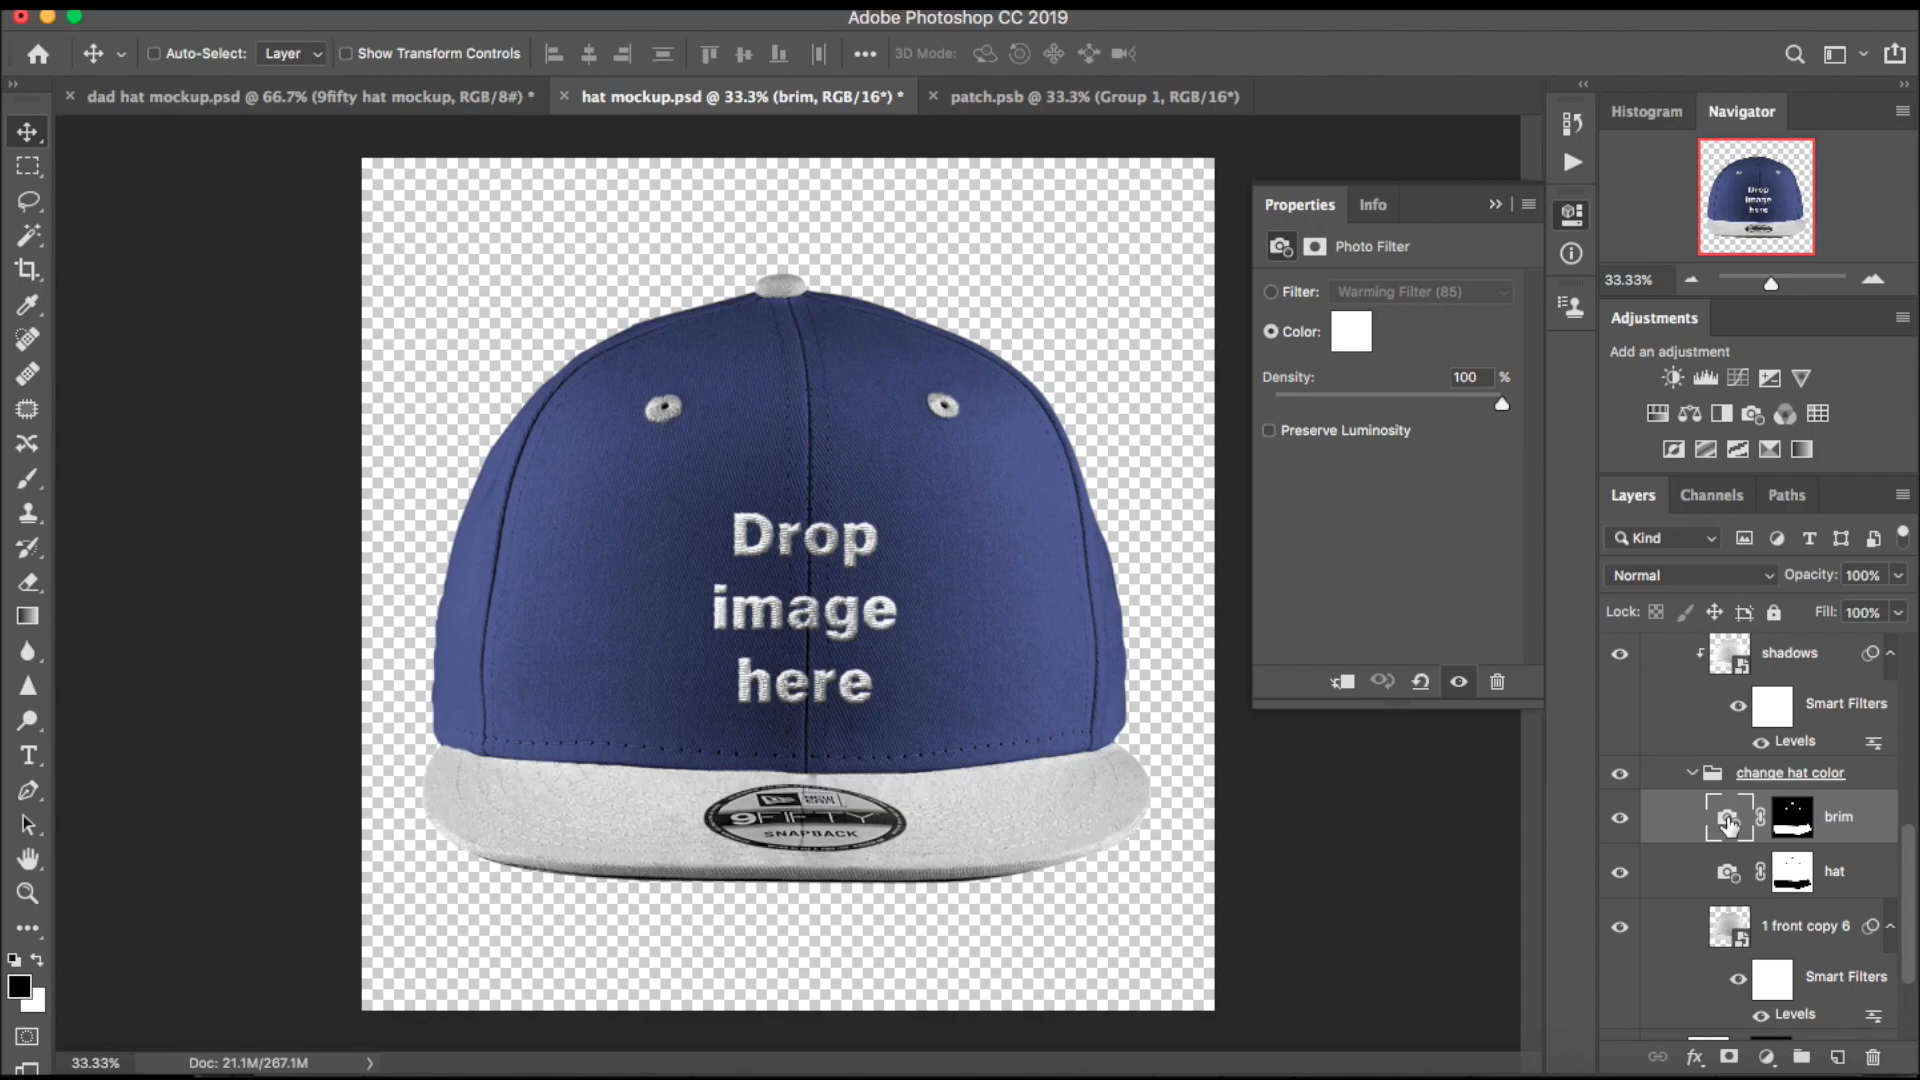 Adobe Photoshop CC 2019
Auto-Select: Layer Show Transform Controls 3D Mode:
dad hat mockup.psd @ 66.7% (9fifty hat mockup, RGB/8#) *
hat mockup.psd @ 33.3% (brim, RGB/16*) *
patch.psb @ 33.3% (Group 1, RGB/16*)
Histogram Navigator
Drop
Image
here
33.33%
Properties Info
Photo Filter
Filter: Warming Filter (85)
Color:
Density: 100 %
Preserve Luminosity
Adjustments
Add an adjustment
Layers Channels Paths
Kind
Normal Opacity: 100%
Lock: Fill: 100%
shadows
Smart Filters
Levels
change hat color
brim
hat
1 front copy 6
Smart Filters
Levels
Drop
image
here
NEW ERA
9FIFTY
SNAPBACK
33.33% Doc: 21.1M/267.1M